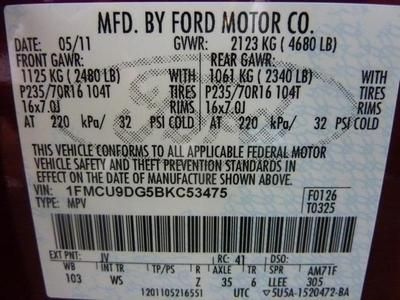 MFD. BY FORD MOTOR CO.
DATE: 05/11 GVWR: 2123 KG ( 4680 LB)
FRONT GAWR: REAR GAWR:
1125 KG ( 2480 LB) 1061 KG ( 2340 LB)
P235/70R16 104T TIRES P235/70R16 104T TIRES
16x7.0J RIMS 16x7.0J RIMS
AT 220 kPa/ 32 PSI COLD AT 220 kPa/ 32 PSI COLD
THIS VEHICLE CONFORMS TO ALL APPLICABLE FEDERAL MOTOR
VEHICLE SAFETY AND THEFT PREVENTION STANDARDS IN
EFFECT ON THE DATE OF MANUFACTURE SHOWN ABOVE.
VIN: 1FMCU9DG5BKC53475 F0126
TYPE: MPV T0325
EXT PNT: JV RC: 41 DSO:
WB INT TR TP/PS R AXLE TR SPR AM71F
103 WS Z 35 6 LLEE 305
1201105216551 UTC 5U5A-1520472-BA